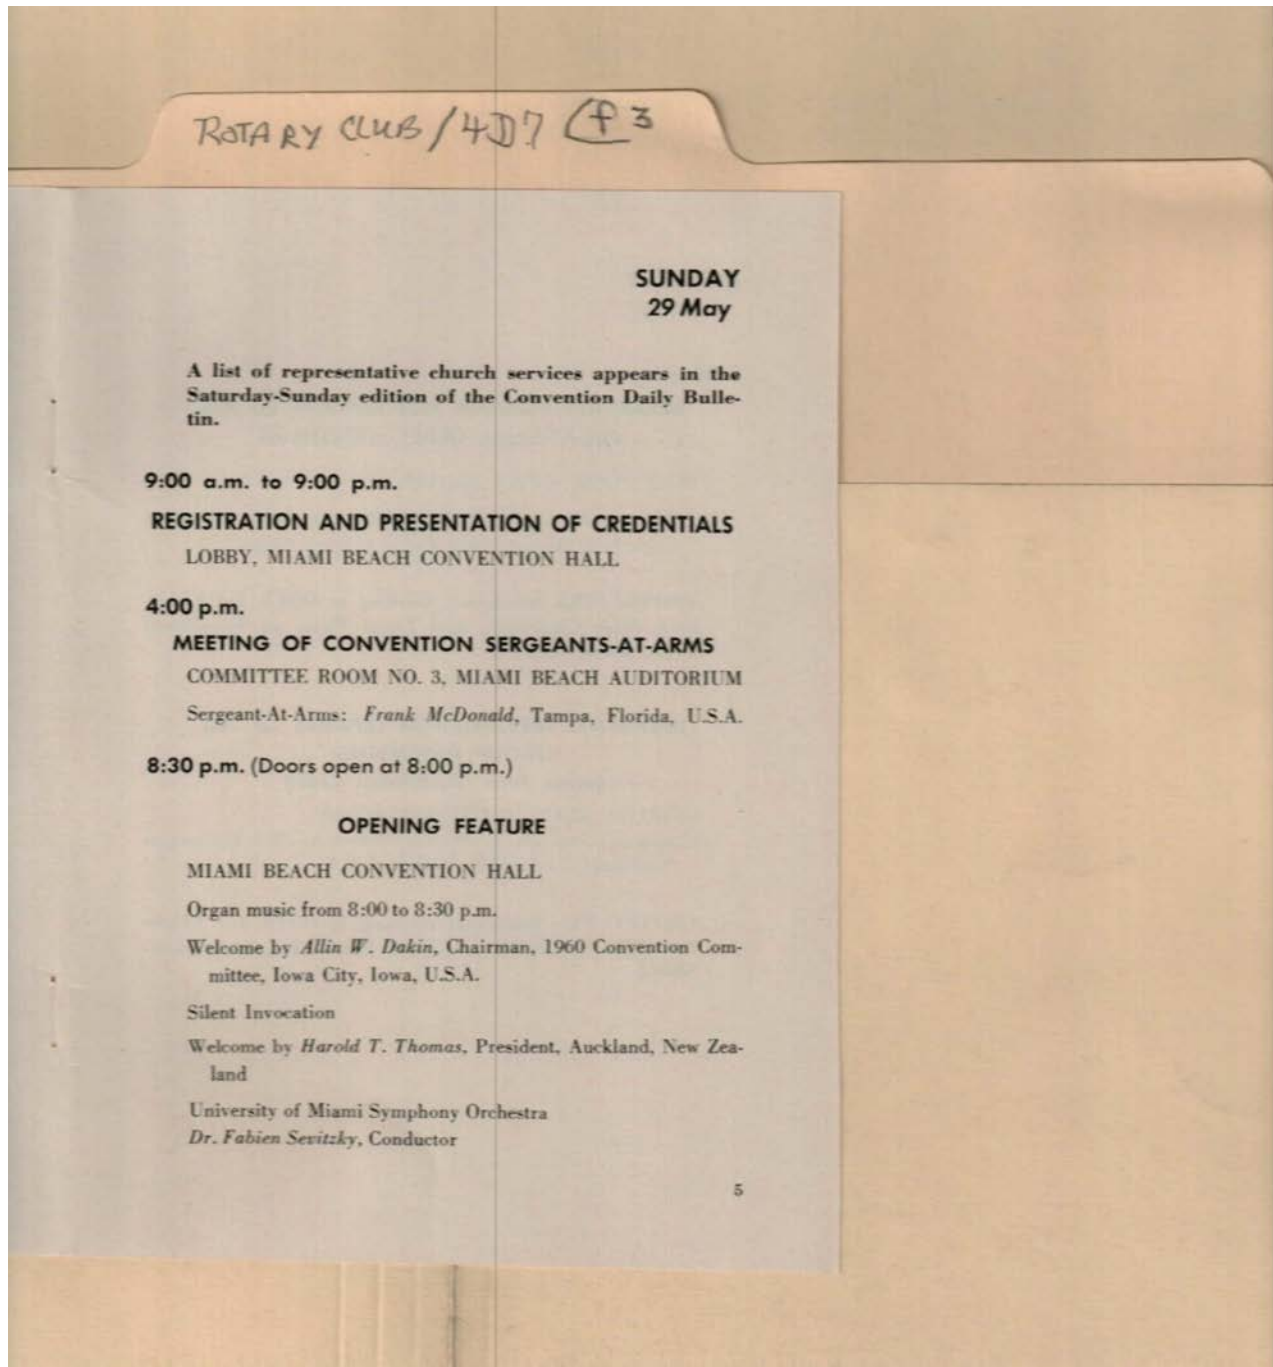 ROTARY CLUB/4D7 f3
SUNDAY
29 May
A list of representative church services appears in the
Saturday-Sunday edition of the Convention Daily Bulle-
tin.
9:00 a.m. to 9:00 p.m.
REGISTRATION AND PRESENTATION OF CREDENTIALS
LOBBY, MIAMI BEACH CONVENTION HALL
4:00 p.m.
MEETING OF CONVENTION SERGEANTS-AT-ARMS
COMMITTEE ROOM NO. 3, MIAMI BEACH AUDITORIUM
Sergeant-At-Arms: Frank McDonald, Tampa, Florida, U.S.A.
8:30 p.m. (Doors open at 8:00 p.m.)
OPENING FEATURE
MIAMI BEACH CONVENTION HALL
Organ music from 8:00 to 8:30 p.m.
Welcome by Allin W. Dakin, Chairman, 1960 Convention Com-
mittee, Iowa City, Iowa, U.S.A.
Silent Invocation
Welcome by Harold T. Thomas, President, Auckland, New Zea-
land
University of Miami Symphony Orchestra
Dr. Fabien Sevitzky, Conductor
5